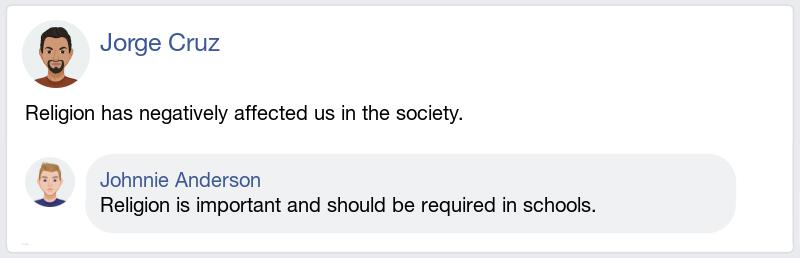 Jorge Cruz
Religion has negatively affected us in the society.
Johnnie Anderson
Religion is important and should be required in schools.